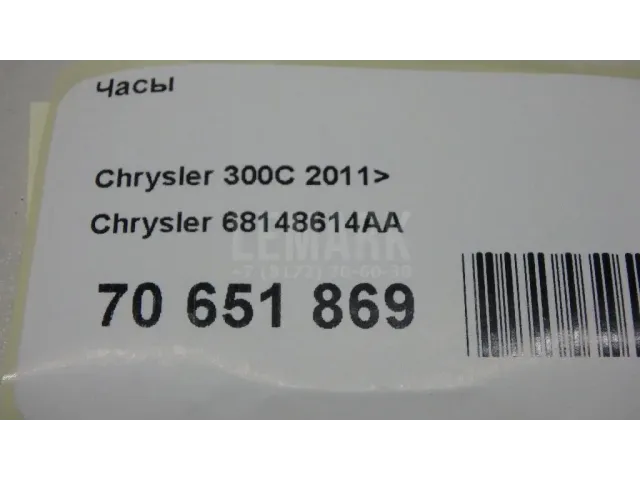 Часы
Chrysler 300C 2011>
Chrysler 68148614AA
LEMARK
70 651 869